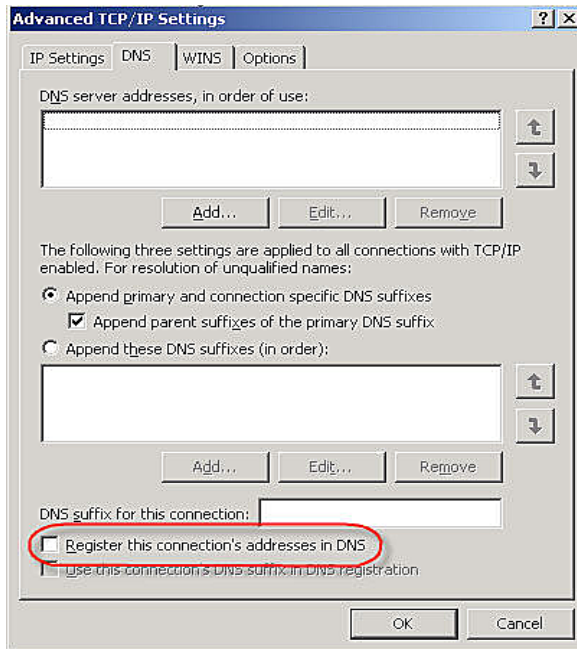 Advanced TCP/IP Settings
IP Settings DNS WINS Options
DNS server addresses, in order of use:
Add... Edit... Remove
The following three settings are applied to all connections with TCP/IP
enabled. For resolution of unqualified names:
Append primary and connection specific DNS suffixes
Append parent suffixes of the primary DNS suffix
Append these DNS suffixes (in order):
Add... Edit... Remove
DNS suffix for this connection:
Register this connection's addresses in DNS
Use this connection's DNS suffix in DNS registration
OK Cancel